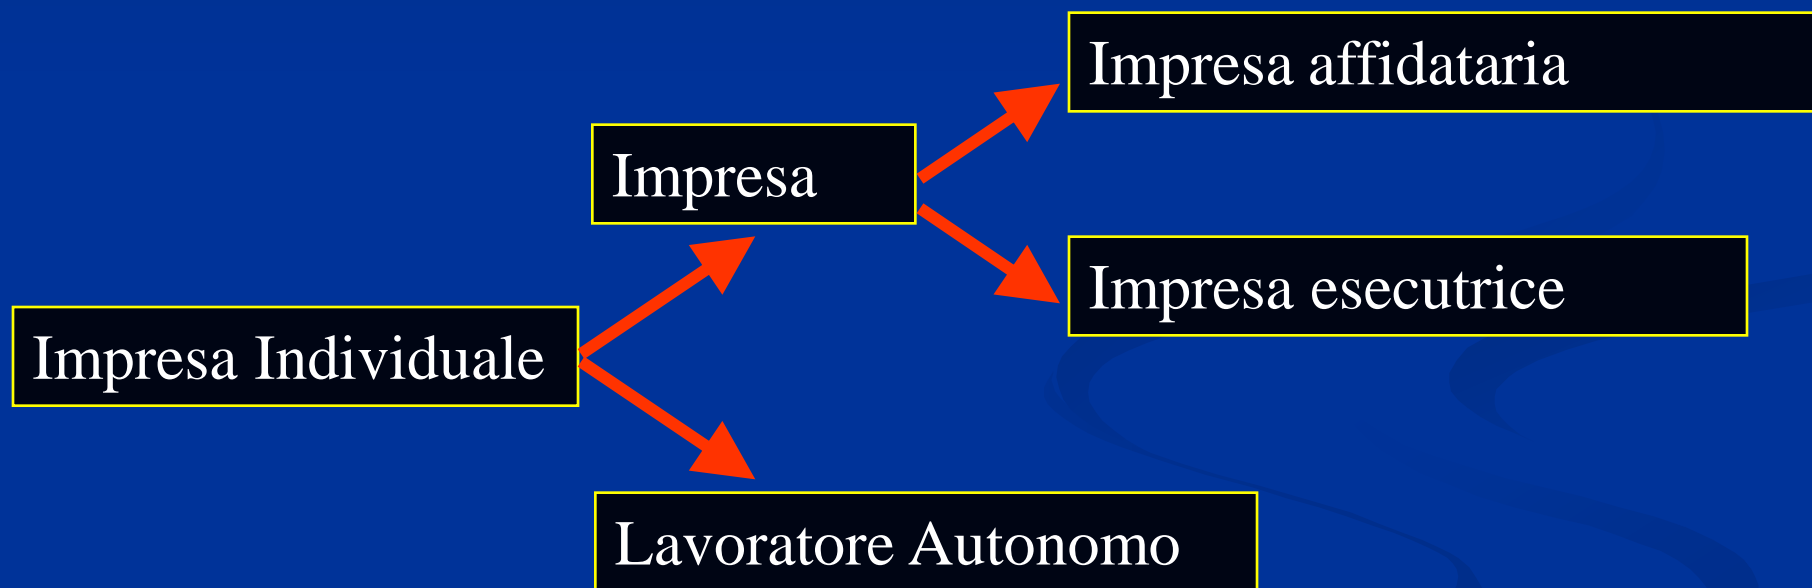 Impresa affidataria
Impresa
Impresa esecutrice
Impresa Individuale
Lavoratore Autonomo